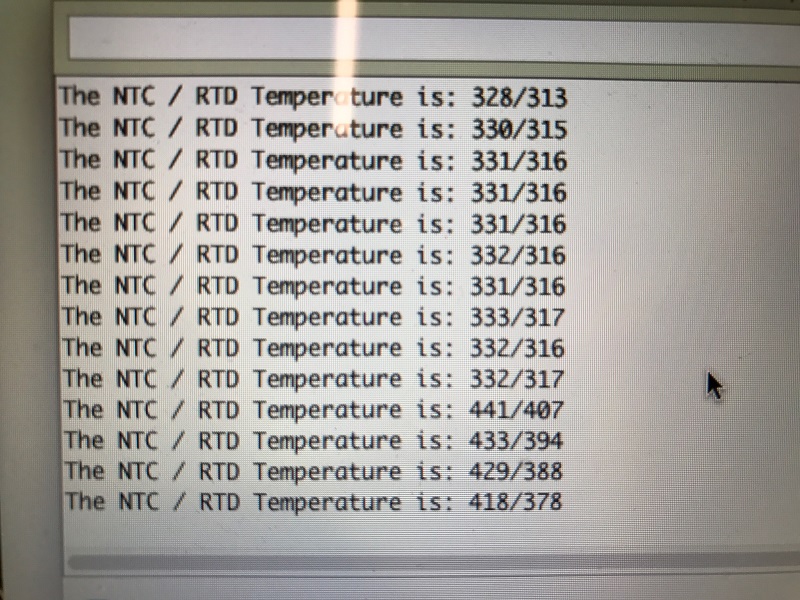 The NTC / RTD Temperature is: 328/313
The NTC / RTD Temperature is: 330/315
The NTC / RTD Temperature is: 331/316
The NTC / RTD Temperature is: 331/316
The NTC / RTD Temperature is: 331/316
The NTC / RTD Temperature is: 332/316
The NTC / RTD Temperature is: 331/316
The NTC / RTD Temperature is: 333/317
The NTC / RTD Temperature is: 332/316
The NTC / RTD Temperature is: 332/317
The NTC / RTD Temperature is: 441/407
The NTC / RTD Temperature is: 433/394
The NTC / RTD Temperature is: 429/388
The NTC / RTD Temperature is: 418/378